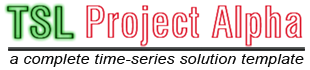 TSL Project Alpha
a complete time-series solution template